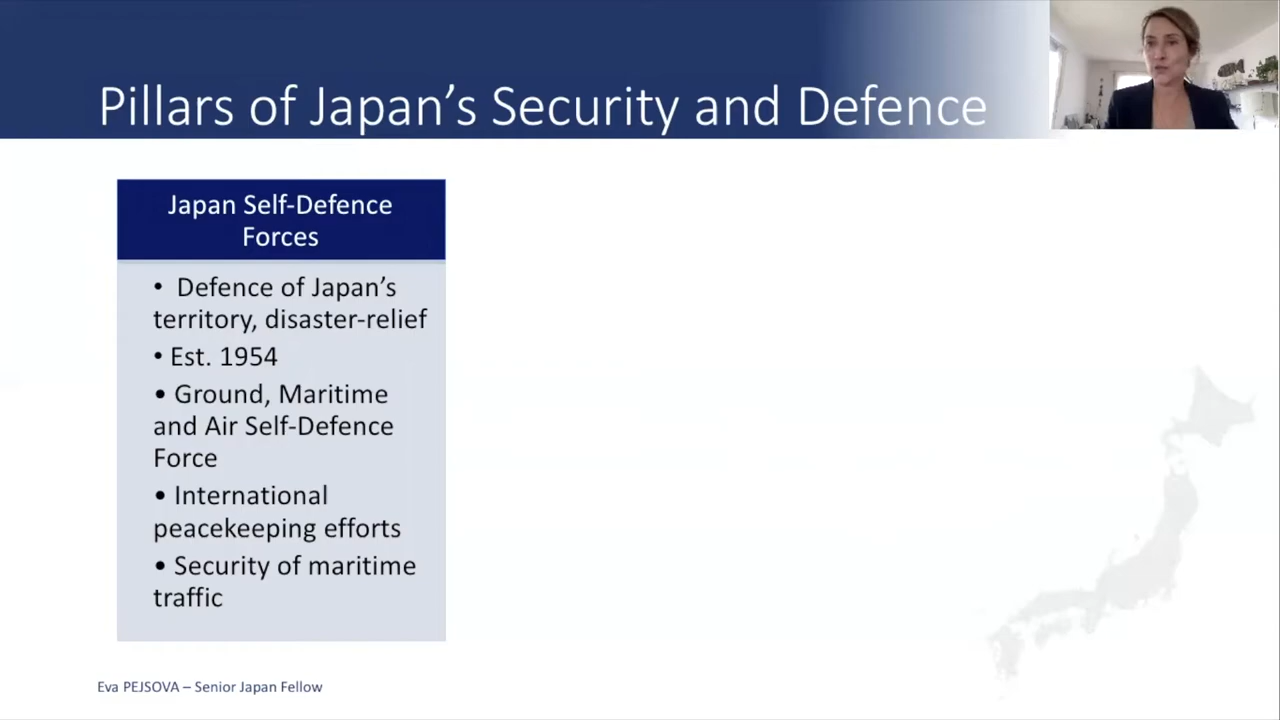 Pillars of Japan’s Security and Defence
Japan Self-Defence
Forces
• Defence of Japan’s
territory, disaster-relief
• Est. 1954
• Ground, Maritime
and Air Self-Defence
Force
• International
peacekeeping efforts
• Security of maritime
traffic
Eva PEJSOVA – Senior Japan Fellow